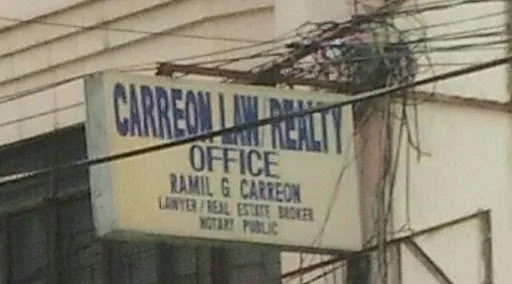 CARREON LAW/REALTY
OFFICE
RAMIL G. CARREON
LAWYER/REAL ESTATE BROKER
NOTARY PUBLIC